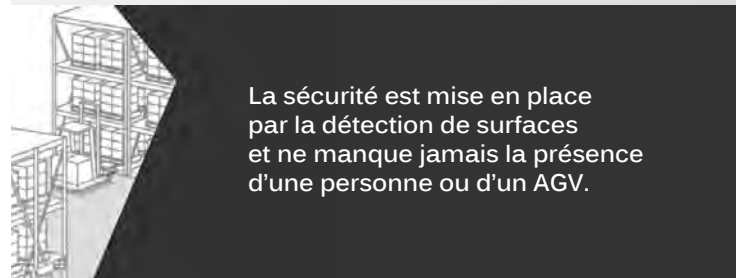 La sécurité est mise en place
par la détection de surfaces
et ne manque jamais la présence
d'une personne ou d'un AGV.